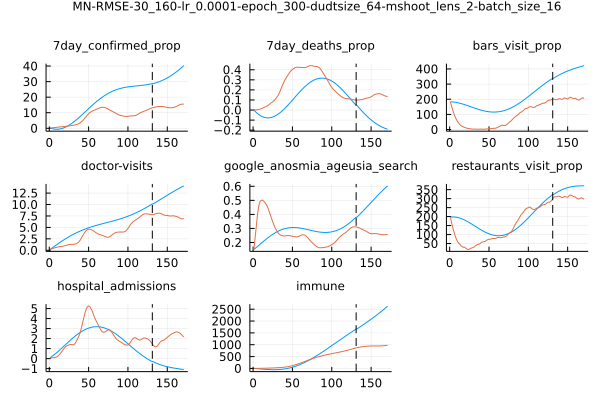 MN-RMSE-30_160-lr_0.0001-epoch_300-dudtsize_64-mshoot_lens_2-batch_size_16
7day_confirmed_prop 7day_deaths_prop bars_visit_prop
40 30 20 10 0
0 50 100 150
0.4 0.3 0.2 0.1 0.0 −0.1 −0.2
0 50 100 150
400 300 200 100 0
0 50 100 150
doctor-visits google_anosmia_ageusia_search restaurants_visit_prop
12.5 10.0 7.5 5.0 2.5 0.0
0 50 100 150
0.6 0.5 0.4 0.3 0.2
0 50 100 150
350 300 250 200 150 100 50
0 50 100 150
hospital_admissions immune
5 4 3 2 1 0 −1
0 50 100 150
2500 2000 1500 1000 500 0
0 50 100 150